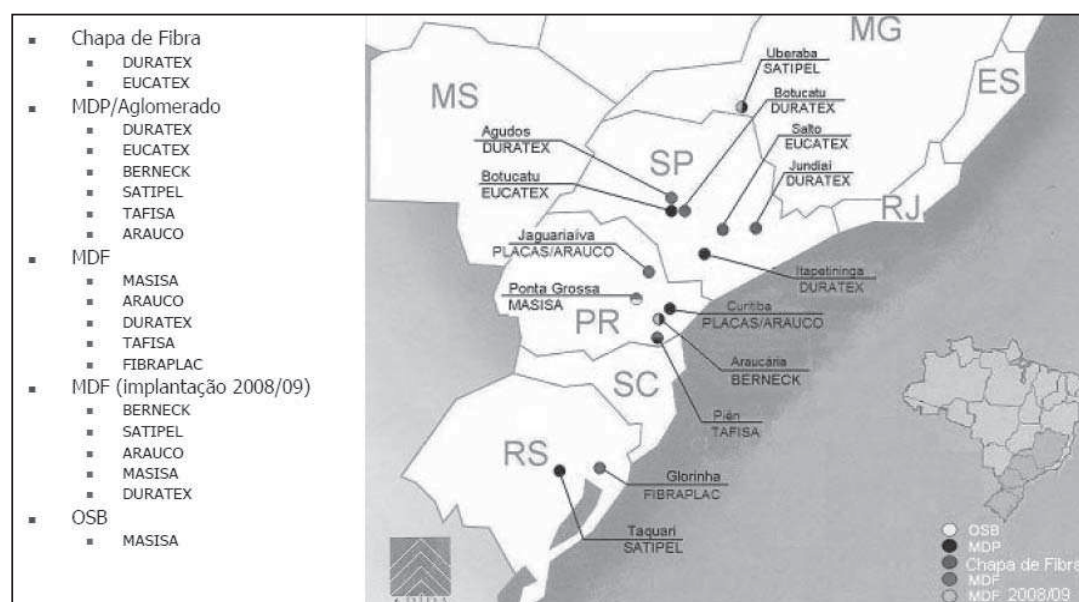 Chapa de Fibra
DURATEX
EUCATEX
MDP/Aglomerado
DURATEX
EUCATEX
BERNECK
SATIPEL
TAFISA
ARAUCO
MDF
MASISA
ARAUCO
DURATEX
TAFISA
FIBRAPLAC
MDF (implantação 2008/09)
BERNECK
SATIPEL
ARAUCO
MASISA
DURATEX
OSB
MASISA
MG
ES
MS
Uberaba
SATIPEL
Botucatu
DURATEX
Agudos
DURATEX
SP
Salto
EUCATEX
Botucatu
EUCATEX
Jundiaí
DURATEX
RJ
Jaguariaíva
PLACAS/ARAUCO
Itapetininga
DURATEX
Ponta Grossa
MASISA
PR
Curitiba
PLACAS/ARAUCO
Araucária
BERNECK
SC
Piên
TAFISA
RS
Glorinha
FIBRAPLAC
Taquari
SATIPEL
OSB
MDP
Chapa de Fibra
MDF
MDF 2008/09